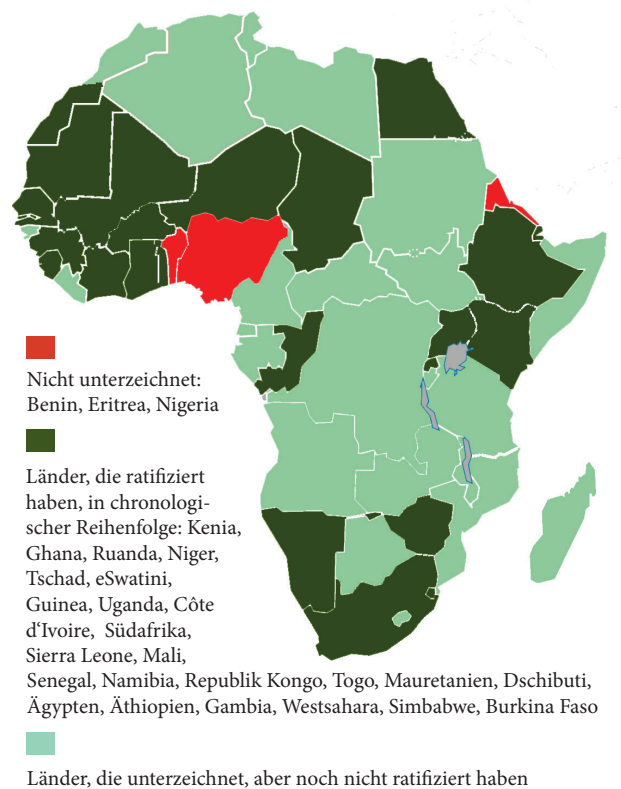 Nicht unterzeichnet:
Benin, Eritrea, Nigeria
Länder, die ratifiziert
haben, in chronologi-
scher Reihenfolge: Kenia,
Ghana, Ruanda, Niger,
Tschad, eSwatini,
Guinea, Uganda, Côte
d‘Ivoire, Südafrika,
Sierra Leone, Mali,
Senegal, Namibia, Republik Kongo, Togo, Mauretanien, Dschibuti,
Ägypten, Äthiopien, Gambia, Westsahara, Simbabwe, Burkina Faso
Länder, die unterzeichnet, aber noch nicht ratifiziert haben